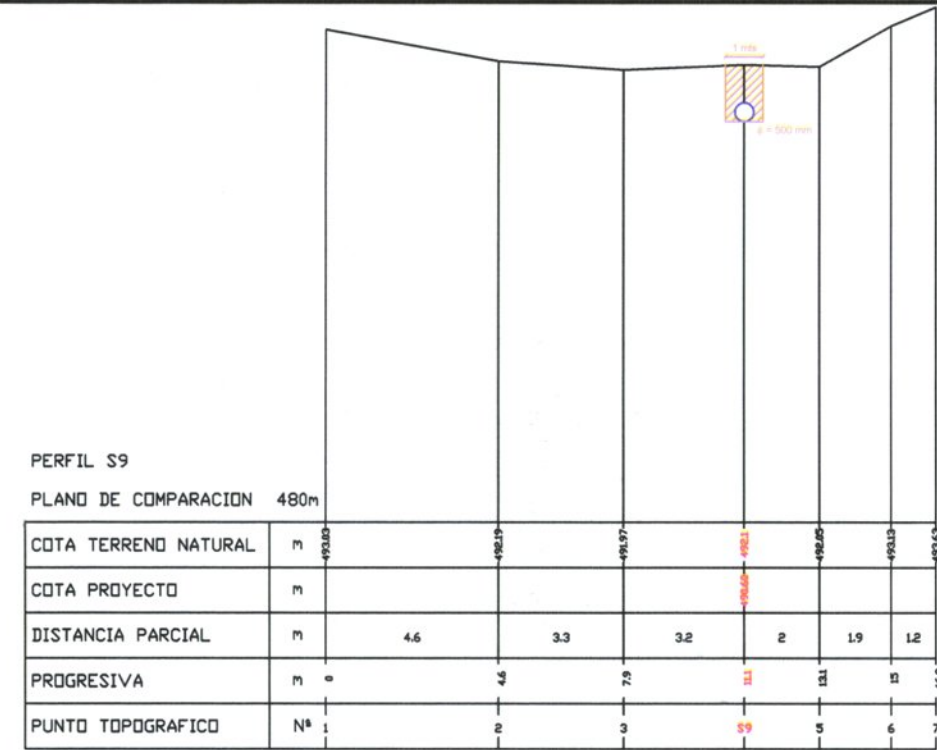 1 mts
ø = 500 mm
PERFIL S9
PLANO DE COMPARACION 480m
COTA TERRENO NATURAL m 493.03 492.19 491.97 492.1 492.05 493.13
COTA PROYECTO m 490.60
DISTANCIA PARCIAL m 4.6 3.3 3.2 2 1.9 1.2
PROGRESIVA m 0 4.6 7.9 11.1 13.1 15
PUNTO TOPOGRAFICO Nº 1 2 3 S9 5 6 7